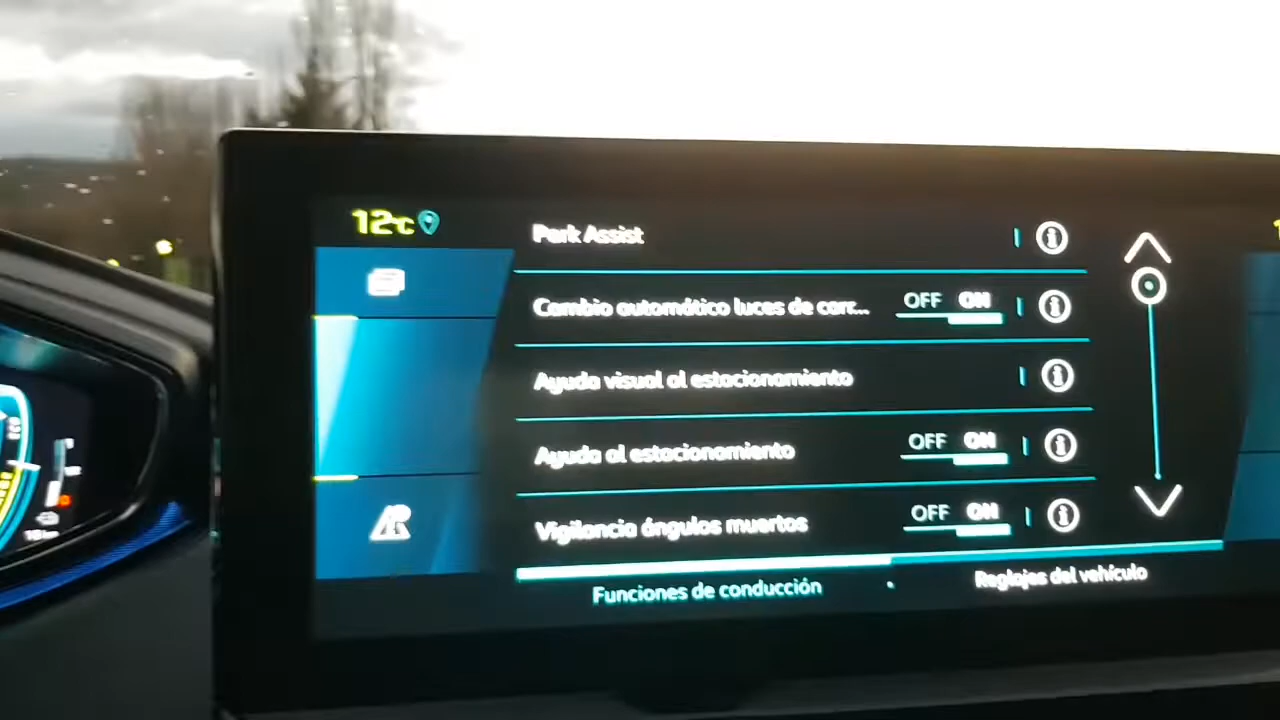 12°C
Park Assist
Cambio automático luces de carr... OFF ON
Ayuda visual al estacionamiento
Ayuda al estacionamiento OFF ON
Vigilancia ángulos muertos OFF ON
Funciones de conducción
Reglajes del vehículo